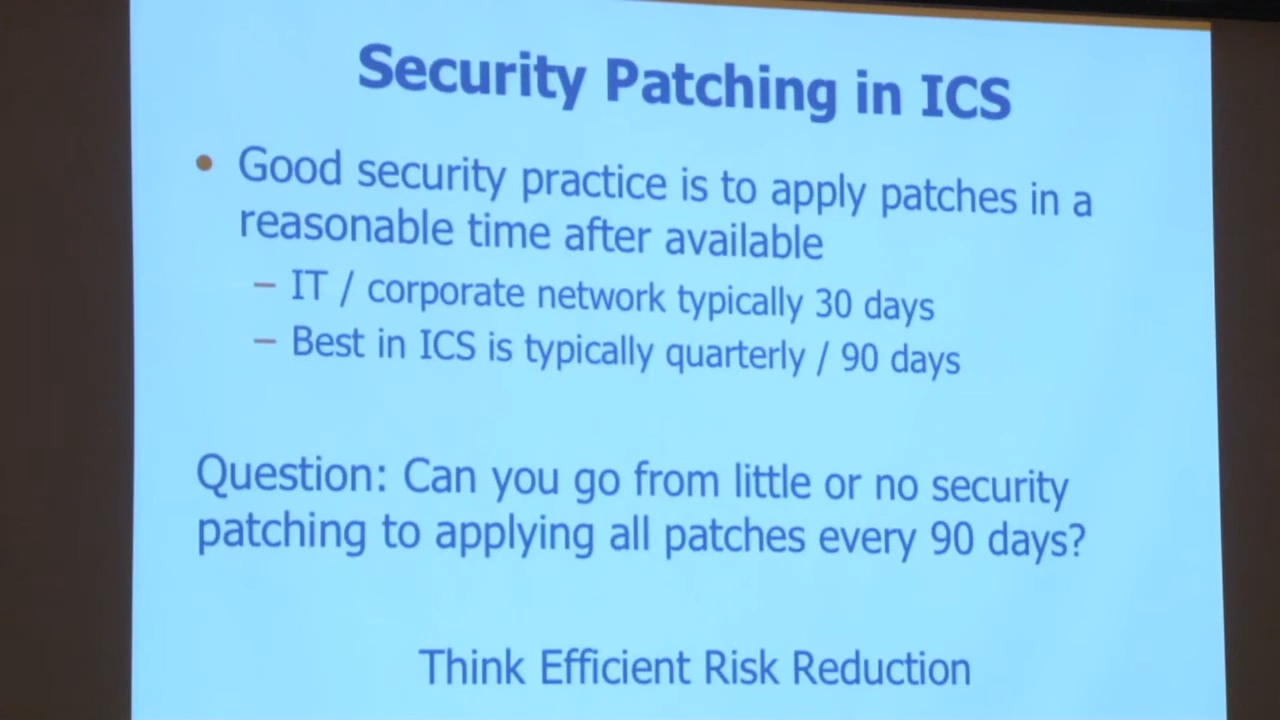 Security Patching in ICS
• Good security practice is to apply patches in a
reasonable time after available
– IT / corporate network typically 30 days
– Best in ICS is typically quarterly / 90 days
Question: Can you go from little or no security
patching to applying all patches every 90 days?
Think Efficient Risk Reduction